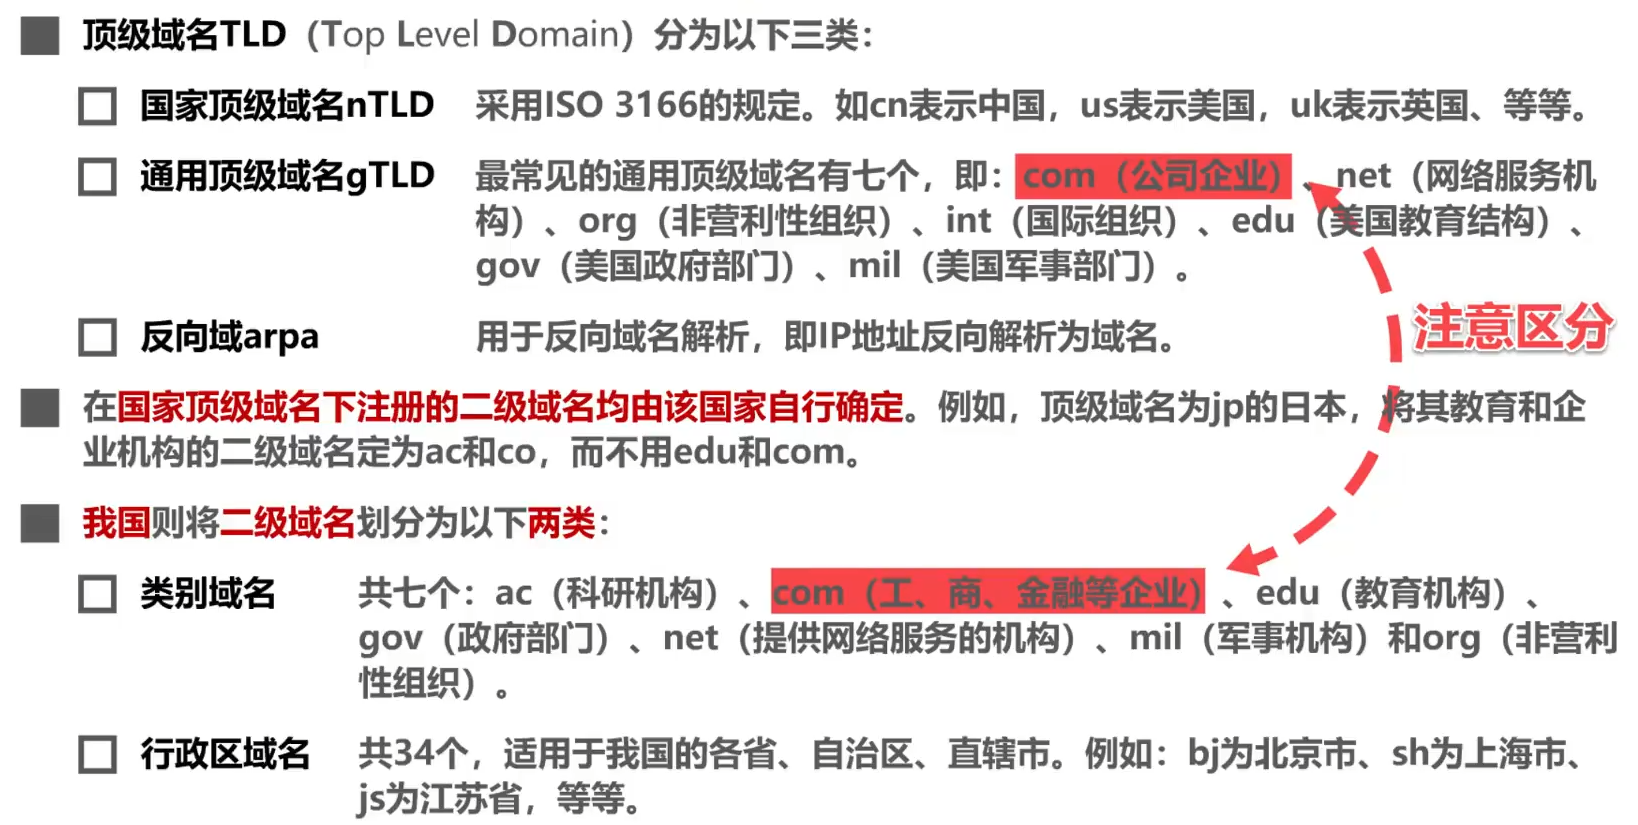 顶级域名TLD（Top Level Domain）分为以下三类：
国家顶级域名nTLD 采用ISO 3166的规定。如cn表示中国，us表示美国，uk表示英国、等等。
通用顶级域名gTLD 最常见的通用顶级域名有七个，即：com（公司企业）、net（网络服务机
构）、org（非营利性组织）、int（国际组织）、edu（美国教育结构）、
gov（美国政府部门）、mil（美国军事部门）。
反向域arpa 用于反向域名解析，即IP地址反向解析为域名。
注意区分
在国家顶级域名下注册的二级域名均由该国家自行确定。例如，顶级域名为jp的日本，将其教育和企
业机构的二级域名定为ac和co，而不用edu和com。
我国则将二级域名划分为以下两类：
类别域名 共七个：ac（科研机构）、com（工、商、金融等企业）、edu（教育机构）、
gov（政府部门）、net（提供网络服务的机构）、mil（军事机构）和org（非营利
性组织）。
行政区域名 共34个，适用于我国的各省、自治区、直辖市。例如：bj为北京市、sh为上海市、
js为江苏省，等等。